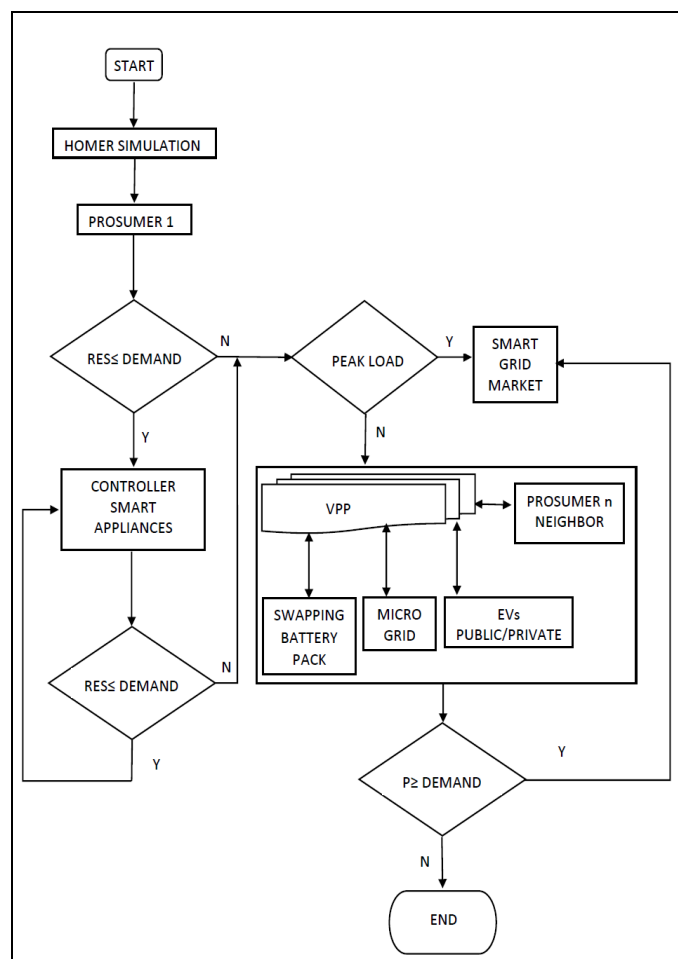 START
HOMER SIMULATION
PROSUMER 1
RES≤ DEMAND
N
PEAK LOAD
Y
SMART
GRID
MARKET
Y
N
CONTROLLER
SMART
APPLIANCES
VPP
PROSUMER n
NEIGHBOR
SWAPPING
BATTERY
PACK
MICRO
GRID
EVs
PUBLIC/PRIVATE
RES≤ DEMAND
N
Y
P≥ DEMAND
Y
N
END